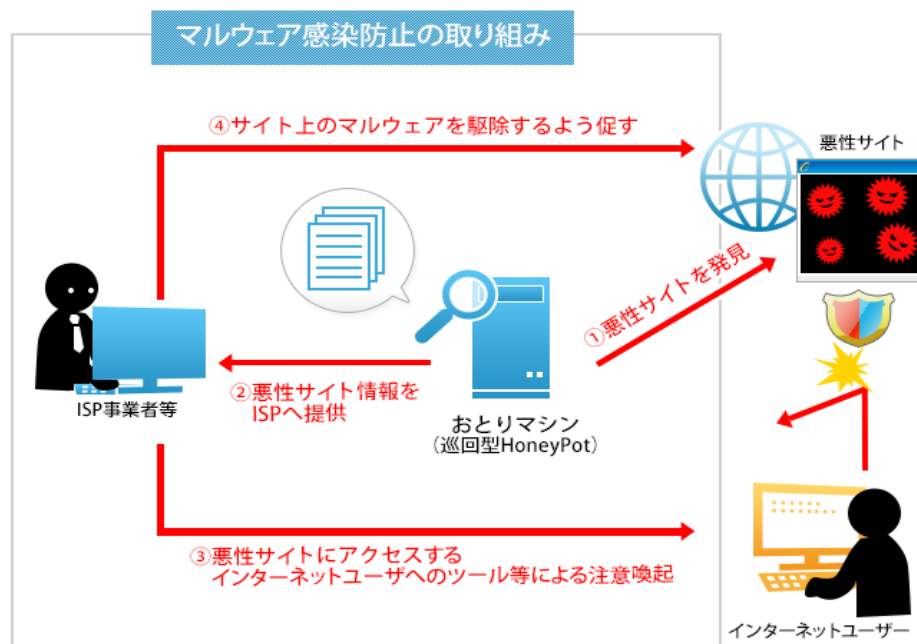 マルウェア感染防止の取り組み
④サイト上のマルウェアを駆除するよう促す
悪性サイト
①悪性サイトを発見
②悪性サイト情報を
ISPへ提供
ISP事業者等
おとりマシン
（巡回型HoneyPot）
③悪性サイトにアクセスする
インターネットユーザへのツール等による注意喚起
インターネットユーザー